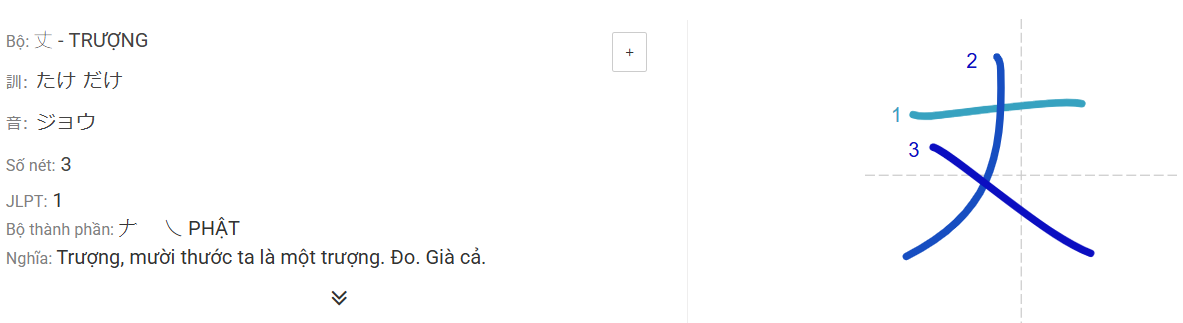 Bộ: 丈 - TRƯỢNG
+
訓: たけ だけ
音: ジョウ
Số nét: 3
JLPT: 1
Bộ thành phần: ナ ㇏ PHẬT
Nghĩa: Trượng, mười thước ta là một trượng. Đo. Già cả.
2
1
3
丈